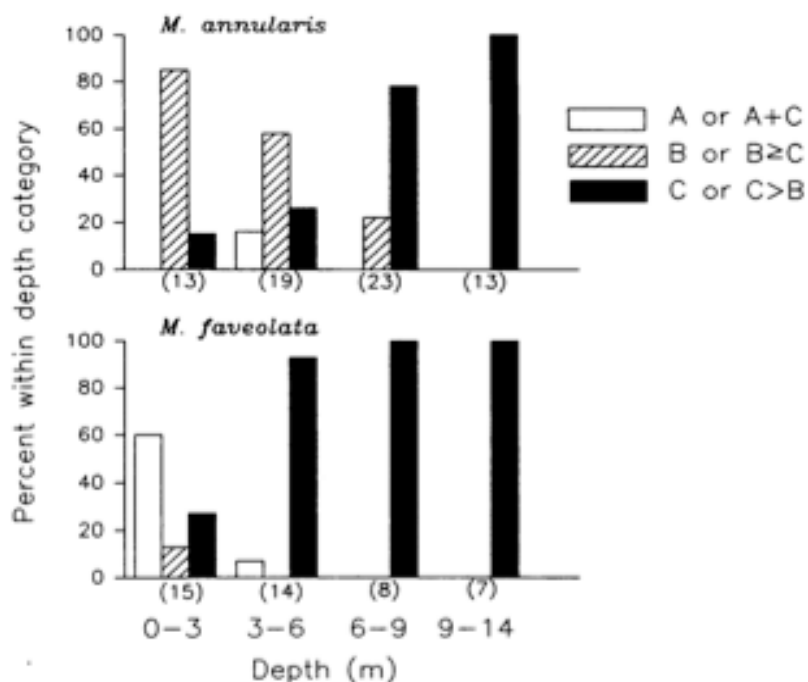 M. annularis
100
80
60
40
20
0
(13) (19) (23) (13)
A or A+C
B or B≥C
C or C>B
Percent within depth category
M. faveolata
100
80
60
40
20
0
(15) (14) (8) (7)
0-3 3-6 6-9 9-14
Depth (m)